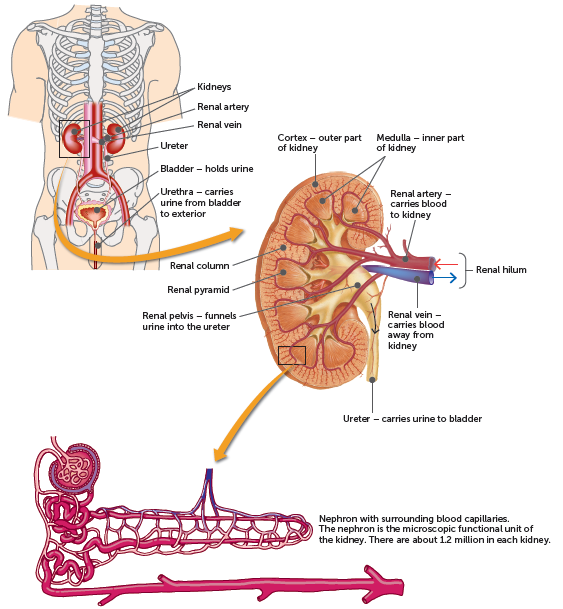 Kidneys
Renal artery
Renal vein
Ureter
Bladder – holds urine
Urethra – carries
urine from bladder
to exterior
Cortex – outer part
of kidney
Medulla – inner part
of kidney
Renal artery –
carries blood
to kidney
Renal column
Renal hilum
Renal pyramid
Renal pelvis – funnels
urine into the ureter
Renal vein –
carries blood
away from
kidney
Ureter – carries urine to bladder
Nephron with surrounding blood capillaries.
The nephron is the microscopic functional unit of
the kidney. There are about 1.2 million in each kidney.